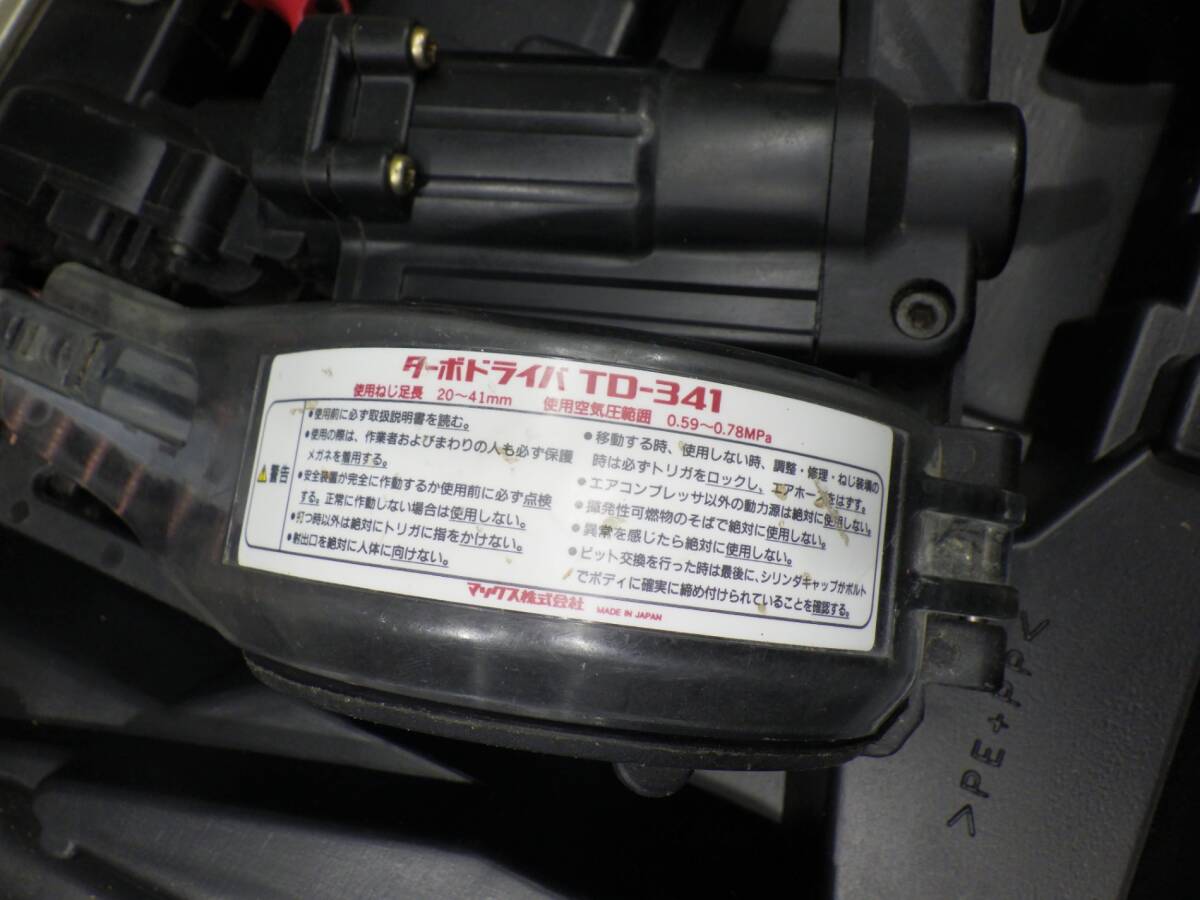 ターボドライバ TD-341
使用ねじ足長 20～41mm 使用空気圧範囲 0.59～0.78MPa
警告
●使用前に必ず取扱説明書を読む。
●使用の際は、作業者およびまわりの人も必ず保護
メガネを着用する。
●安全装置が完全に作動するか使用前に必ず点検
する。正常に作動しない場合は使用しない。
●打つ時以外は絶対にトリガに指をかけない。
●射出口を絶対に人体に向けない。
●移動する時、使用しない時、調整・修理・ねじ装填の
時は必ずトリガをロックし、エアホースをはずす。
●エアコンプレッサ以外の動力源は絶対に使用しない。
●揮発性可燃物のそばで絶対に使用しない。
●異常を感じたら絶対に使用しない。
●ビット交換を行った時は最後に、シリンダキャップがボルト
でボディに確実に締め付けられていることを確認する。
マックス株式会社 MADE IN JAPAN
>PE+PP<